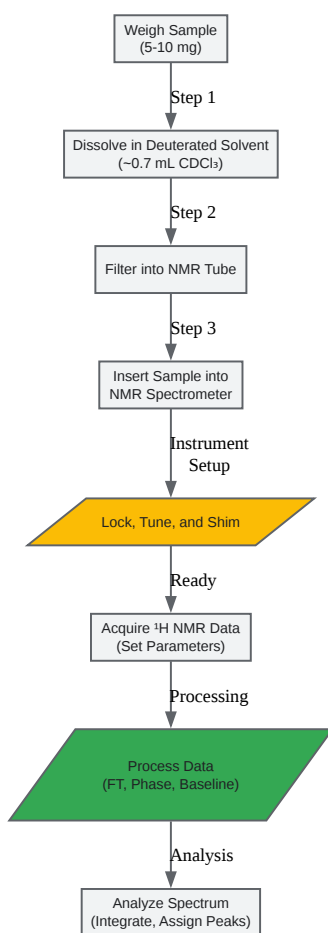 Weigh Sample
(5-10 mg)
Step 1
Dissolve in Deuterated Solvent
(~0.7 mL CDCl₃)
Step 2
Filter into NMR Tube
Step 3
Insert Sample into
NMR Spectrometer
Instrument
Setup
Lock, Tune, and Shim
Ready
Acquire ¹H NMR Data
(Set Parameters)
Processing
Process Data
(FT, Phase, Baseline)
Analysis
Analyze Spectrum
(Integrate, Assign Peaks)